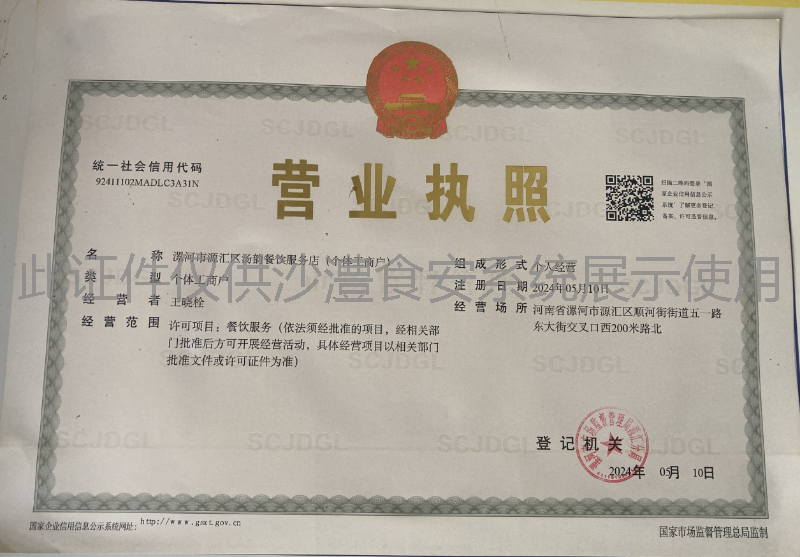 统一社会信用代码
92411102MADLC3A31N
营业执照
扫描二维码登录“国
家企业信用信息公示
系统”了解更多登记、
备案、许可监管信息。
名称 漯河市源汇区汤韵餐饮服务店（个体工商户）
类型 个体工商户
经营者 王晓栓
经营范围 许可项目：餐饮服务（依法须经批准的项目，经相关部
门批准后方可开展经营活动，具体经营项目以相关部门
批准文件或许可证件为准）
组成形式 个人经营
注册日期 2024年05月10日
经营场所 河南省漯河市源汇区顺河街街道五一路
东大街交叉口西200米路北
此证件仅供沙澧食安系统展示使用
SCJDGL
登记机关
2024年 05月 10日
国家企业信用信息公示系统网址：http://www.gsxt.gov.cn
国家市场监督管理总局监制